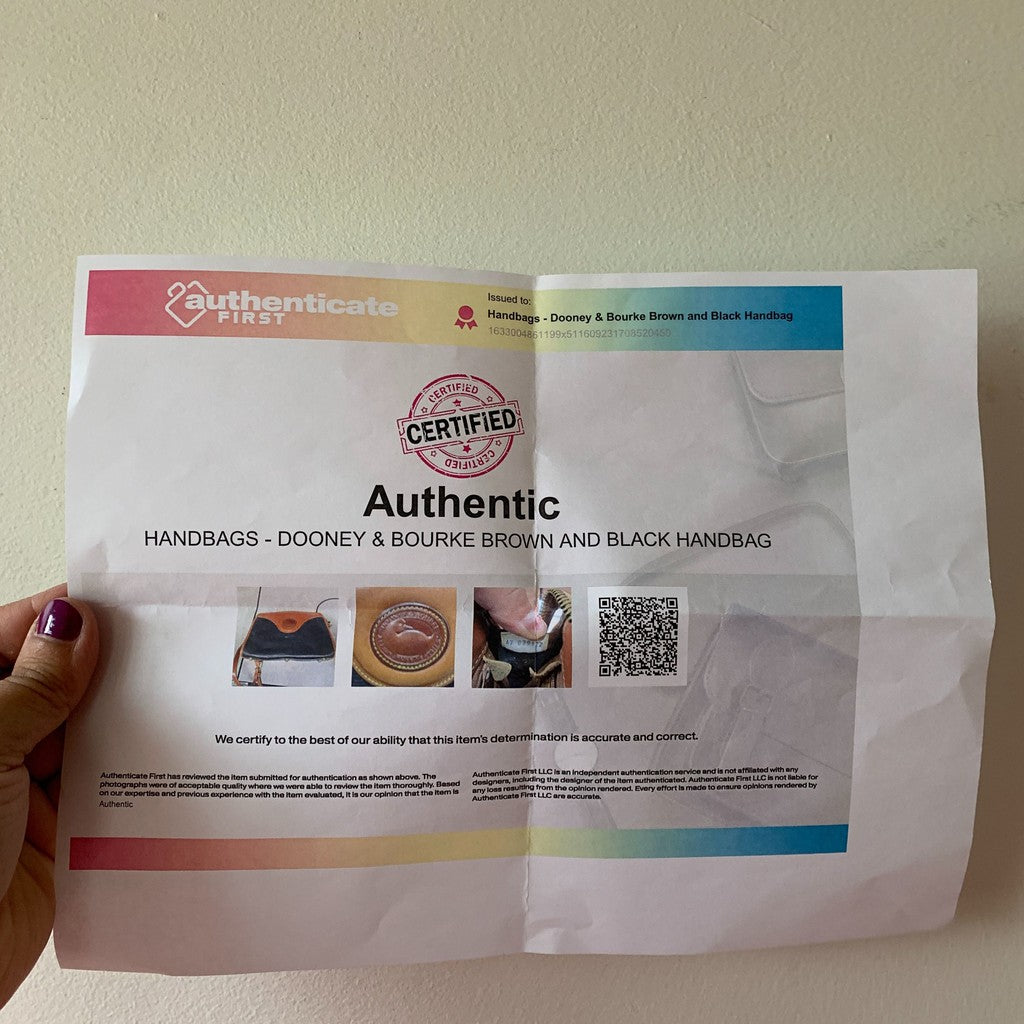 authenticate
FIRST
Issued to:
Handbags - Dooney & Bourke Brown and Black Handbag
CERTIFIED
CERTIFIED
CERTIFIED
Authentic
HANDBAGS - DOONEY & BOURKE BROWN AND BLACK HANDBAG
We certify to the best of our ability that this item's determination is accurate and correct.
Authenticate First has reviewed the item submitted for authentication as shown above. The
photographs were of acceptable quality where we were able to review the item thoroughly. Based
on our expertise and previous experience with the item evaluated, it is our opinion that the item is
Authentic
Authenticate First LLC is an independent authentication service and is not affiliated with any
designers, including the designer of the item authenticated. Authenticate First LLC is not liable for
any loss resulting from the opinion rendered. Every effort is made to ensure opinions rendered by
Authenticate First LLC are accurate.